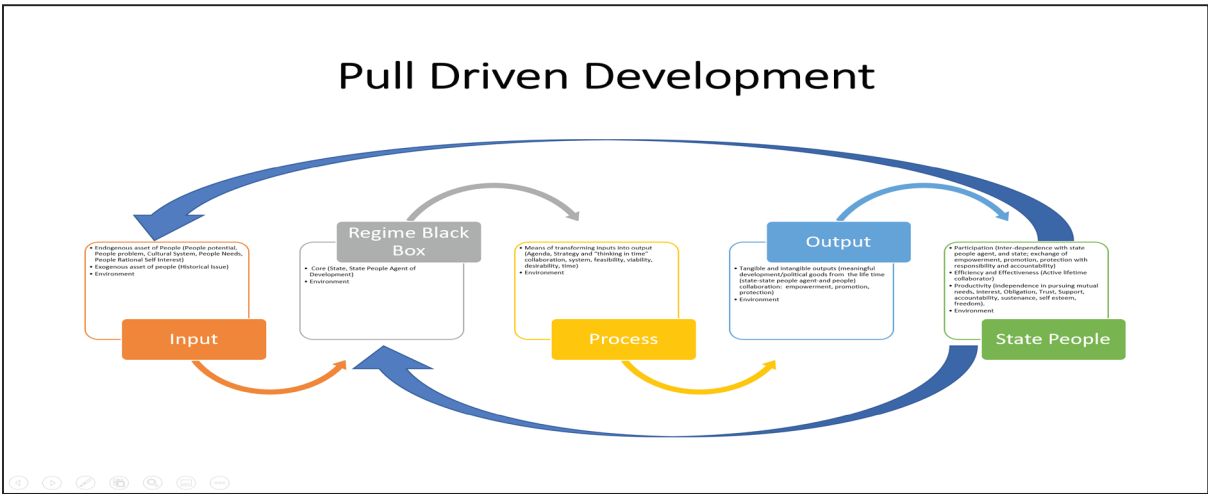 Pull Driven Development
• Endogenous asset of People (People potential,
People problem, Cultural System, People Needs,
People Rational Self Interest)
• Exogenous asset of people (Historical Issue)
• Environment
Input
Regime Black
Box
• Core (State, State People Agent of
Development)
• Environment
• Means of transforming inputs into output
(Agenda, Strategy and "thinking in time"
collaboration, system, feasibility, viability,
desirability, time)
• Environment
Process
Output
• Tangible and intangible outputs (meaningful
development/political goods from the life time
(state-state people agent-and people)
collaboration: empowerment, promotion,
protection)
• Environment
• Participation (Inter-dependence with state
people agent, and state; exchange of
empowerment, promotion, protection with
responsibility and accountability)
• Efficiency and Effectiveness (Active lifetime
collaborator)
• Productivity (independence in pursuing mutual
needs, interest, Obligation, Trust, Support,
accountability, sustenance, self esteem,
freedom).
• Environment
State People